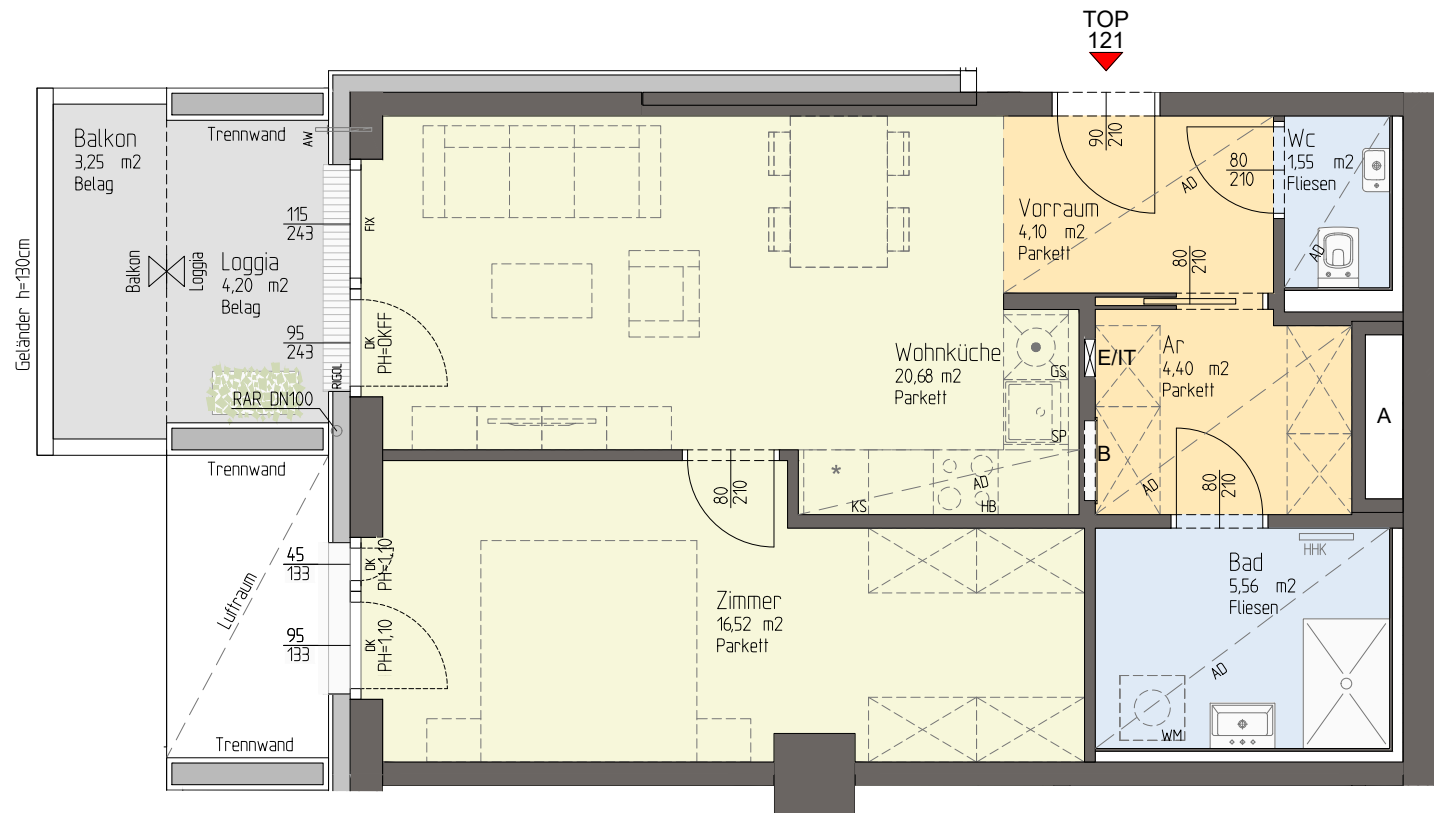 TOP
121
Balkon
3,25 m2
Belag
Trennwand
AW
90
210
80
210
Wc
1,55 m2
Fliesen
AD
AD
Vorraum
4,10 m2
Parkett
115
243
FIX
Geländer h=130cm
Balkon
Loggia
Loggia
4,20 m2
Belag
80
210
95
243
DK
PH=OKFF
RIGOL
RAR DN100
Wohnküche
20,68 m2
Parkett
GS
SP
E/IT
Ar
4,40 m2
Parkett
A
B
Trennwand
80
210
KS
AD
HB
AD
80
210
45
133
DK
PH=1,10
Luftraum
95
133
DK
PH=1,10
Zimmer
16,52 m2
Parkett
HHK
Bad
5,56 m2
Fliesen
AD
WM
Trennwand